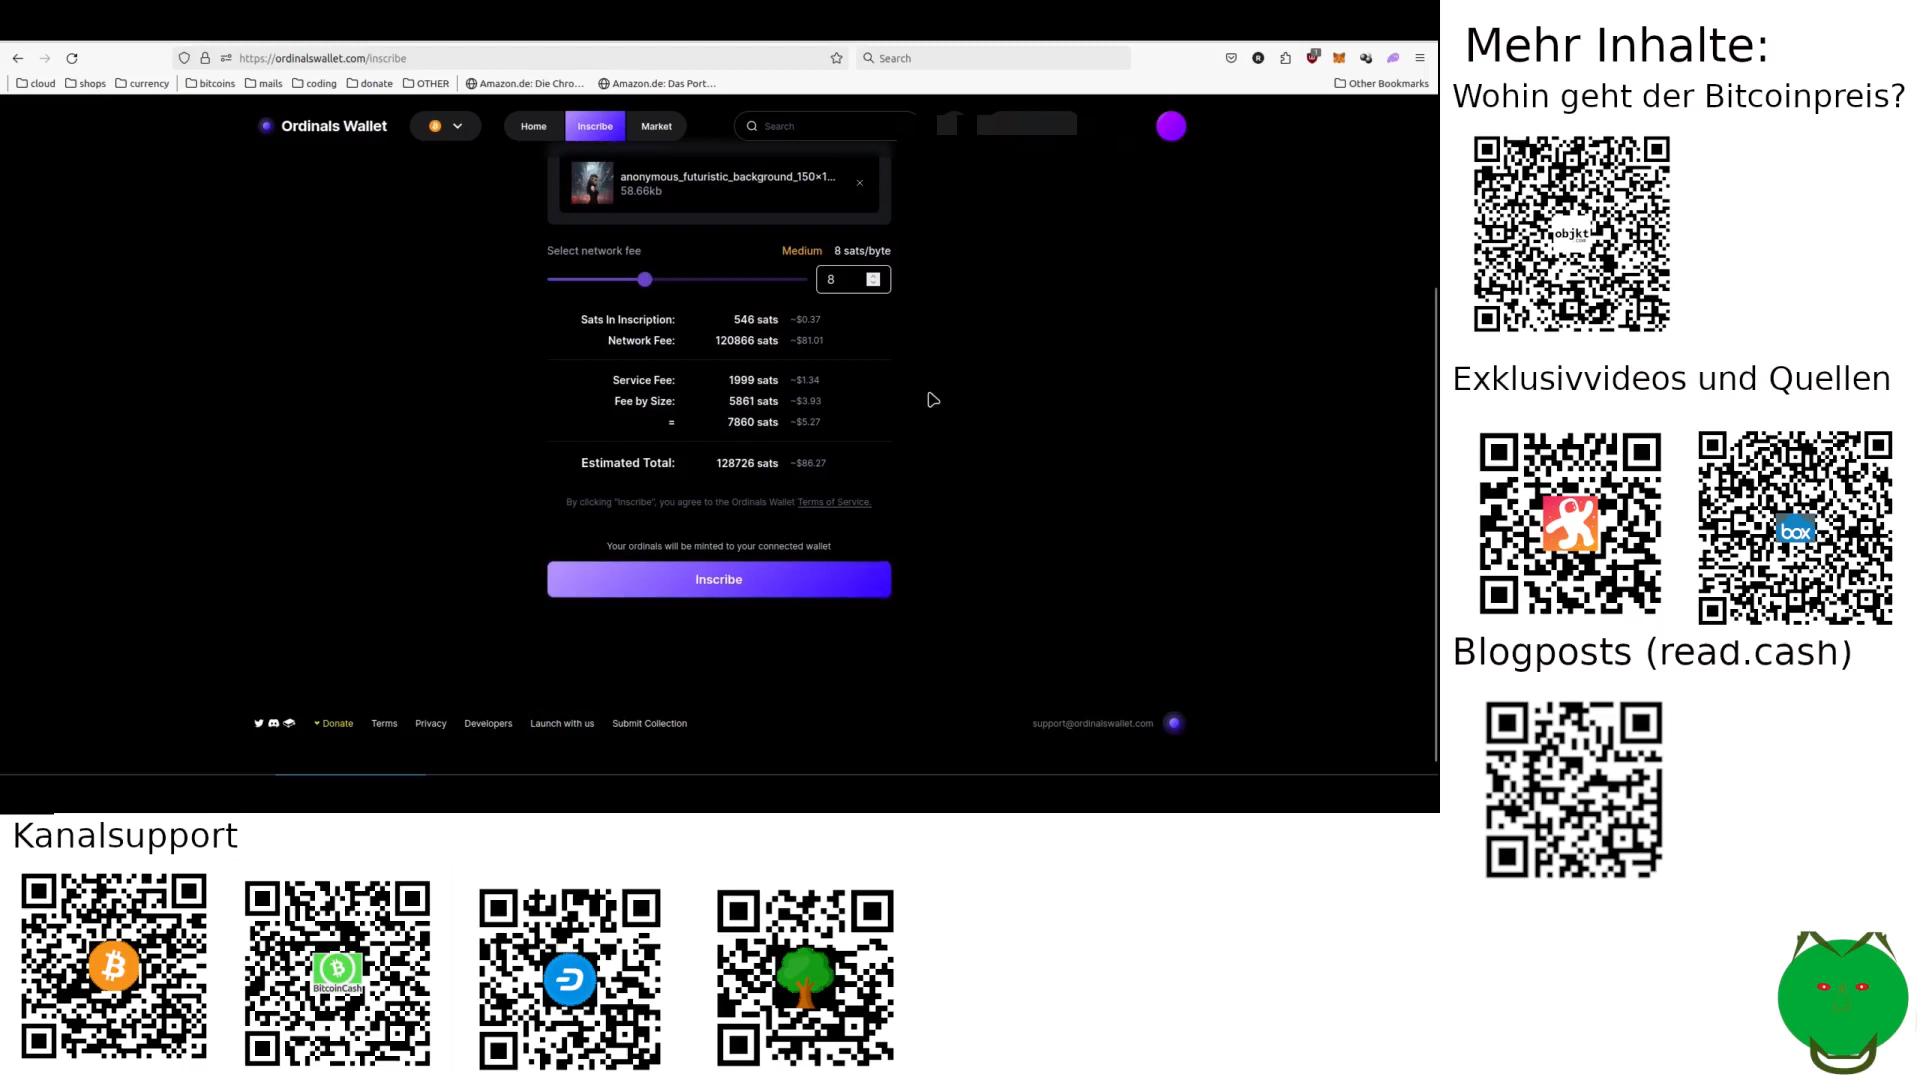 https://ordinalswallet.com/inscribe
Search
1
R
cloud
shops
currency
bitcoins
mails
coding
donate
OTHER
Amazon.de: Die Chro…
Amazon.de: Das Port…
Other Bookmarks
Ordinals Wallet
Home
Inscribe
Market
Search
anonymous_futuristic_background_150×1...
58.66kb
Select network fee
Medium
8 sats/byte
8
Sats In Inscription: 546 sats ~$0.37
Network Fee: 120866 sats ~$81.01
Service Fee: 1999 sats ~$1.34
Fee by Size: 5861 sats ~$3.93
= 7860 sats ~$5.27
Estimated Total: 128726 sats ~$86.27
By clicking "Inscribe", you agree to the Ordinals Wallet Terms of Service.
Your ordinals will be minted to your connected wallet
Inscribe
Donate
Terms
Privacy
Developers
Launch with us
Submit Collection
support@ordinalswallet.com
Mehr Inhalte:
Wohin geht der Bitcoinpreis?
objkt
.com
Exklusivvideos und Quellen
box
Blogposts (read.cash)
Kanalsupport
BitcoinCash